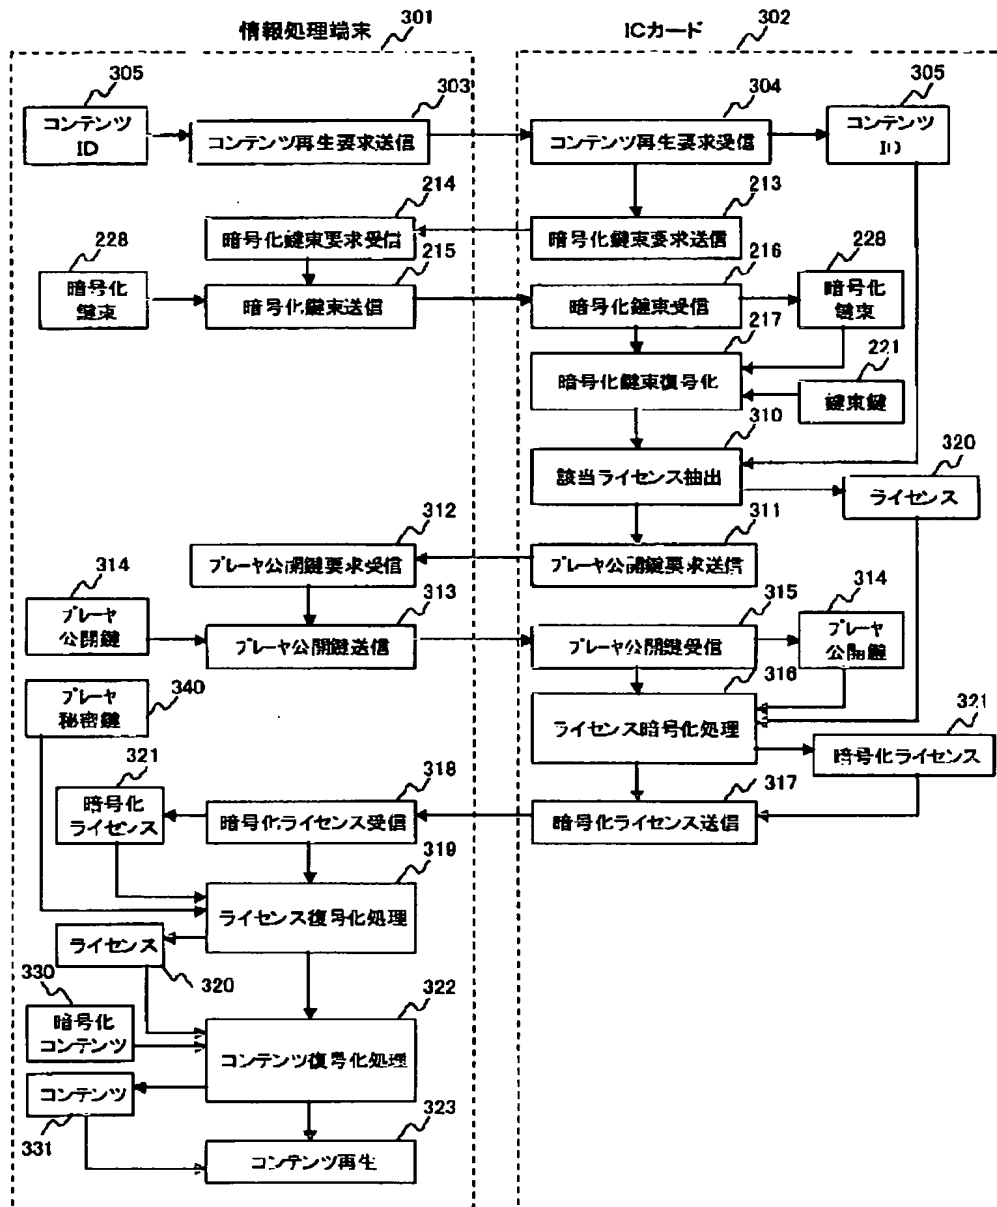 情報処理端末
301
ICカード
302
305
コンテンツ
ID
303
コンテンツ再生要求送信
304
コンテンツ再生要求受信
305
コンテンツ
ID
214
暗号化鍵束要求受信
213
暗号化鍵束要求送信
228
暗号化
鍵束
215
暗号化鍵束送信
216
暗号化鍵束受信
228
暗号化
鍵束
217
暗号化鍵束復号化
221
鍵束鍵
310
該当ライセンス抽出
320
ライセンス
312
プレーヤ公開鍵要求受信
311
プレーヤ公開鍵要求送信
314
プレーヤ
公開鍵
313
プレーヤ公開鍵送信
315
プレーヤ公開鍵受信
314
プレーヤ
公開鍵
340
プレーヤ
秘密鍵
316
ライセンス暗号化処理
321
暗号化ライセンス
321
暗号化
ライセンス
318
暗号化ライセンス受信
317
暗号化ライセンス送信
319
ライセンス復号化処理
ライセンス
320
330
暗号化
コンテンツ
322
コンテンツ復号化処理
コンテンツ
331
323
コンテンツ再生